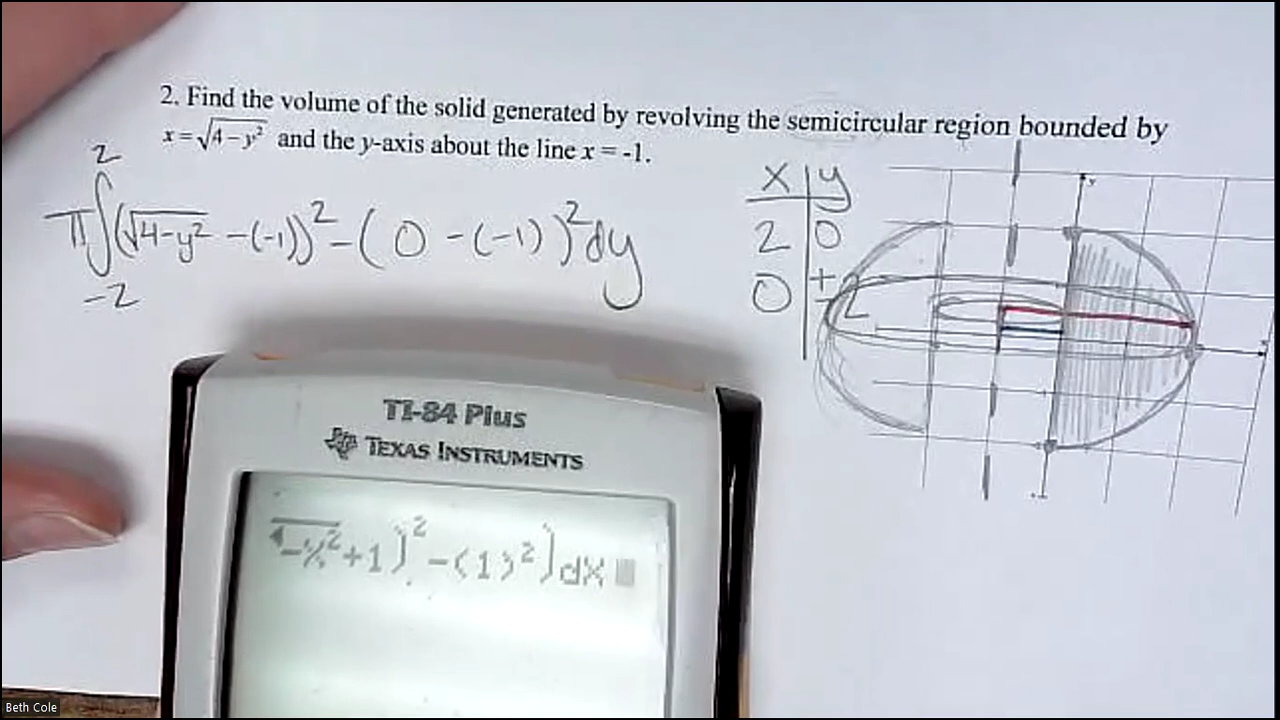 2. Find the volume of the solid generated by revolving the semicircular region bounded by
x = √4 − y² and the y-axis about the line x = -1.
π∫₋₂² (√4−y² −(−1))² − (0 −(−1))² dy
x | y
2 | 0
0 | ±2
y
x
TI-84 Plus
TEXAS INSTRUMENTS
−X²+1)²−(1)²)dX
Beth Cole